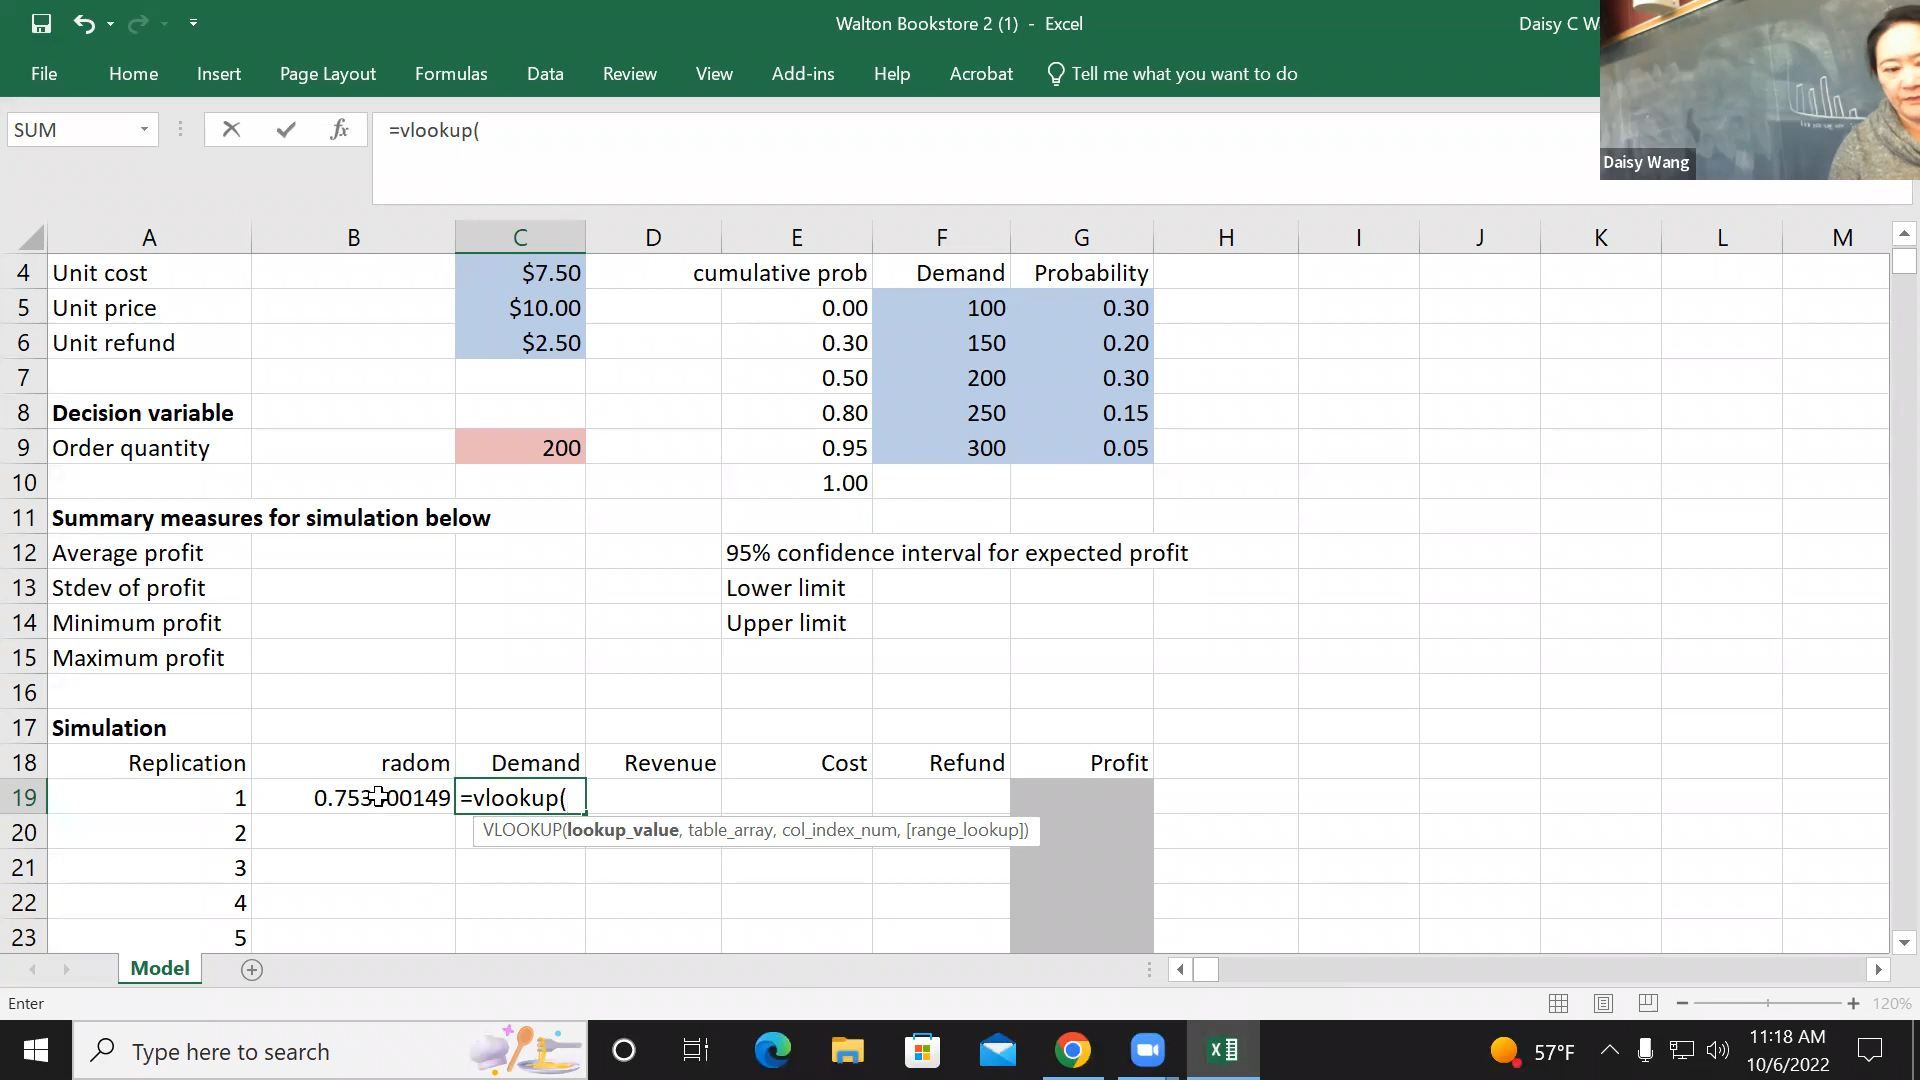 Walton Bookstore 2 (1) - Excel
Daisy C W
File Home Insert Page Layout Formulas Data Review View Add-ins Help Acrobat Tell me what you want to do
Daisy Wang
SUM fx =vlookup(
A B C D E F G H I J K L M
4 Unit cost $7.50 cumulative prob Demand Probability
5 Unit price $10.00 0.00 100 0.30
6 Unit refund $2.50 0.30 150 0.20
7 0.50 200 0.30
8 Decision variable 0.80 250 0.15
9 Order quantity 200 0.95 300 0.05
10 1.00
11 Summary measures for simulation below
12 Average profit 95% confidence interval for expected profit
13 Stdev of profit Lower limit
14 Minimum profit Upper limit
15 Maximum profit
16
17 Simulation
18 Replication radom Demand Revenue Cost Refund Profit
19 1 =vlookup(
20 2 VLOOKUP(lookup_value, table_array, col_index_num, [range_lookup])
21 3
22 4
23 5
Model
Enter 120%
Type here to search 57°F 11:18 AM
10/6/2022